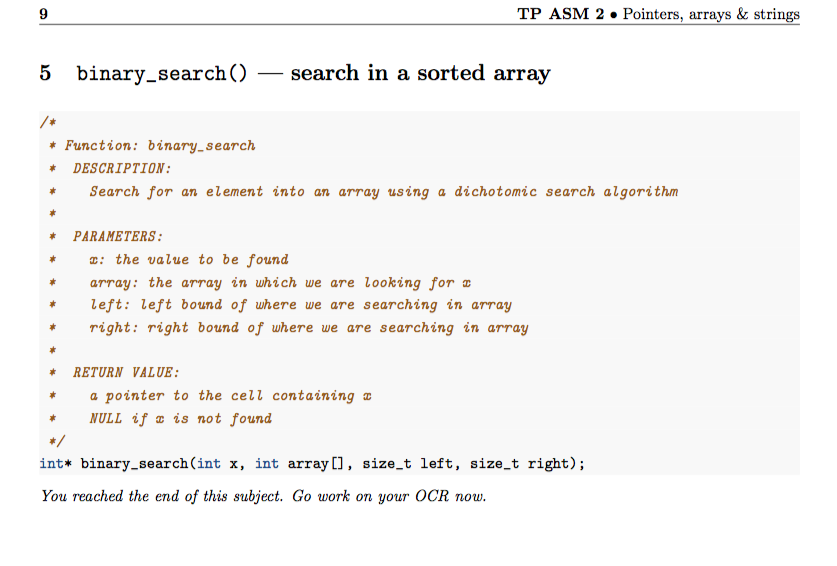 9 TP ASM 2 • Pointers, arrays & strings
5 binary_search() — search in a sorted array
/*
* Function: binary_search
* DESCRIPTION:
* Search for an element into an array using a dichotomic search algorithm
*
* PARAMETERS:
* x: the value to be found
* array: the array in which we are looking for x
* left: left bound of where we are searching in array
* right: right bound of where we are searching in array
*
* RETURN VALUE:
* a pointer to the cell containing x
* NULL if x is not found
*/
int* binary_search(int x, int array[], size_t left, size_t right);
You reached the end of this subject. Go work on your OCR now.